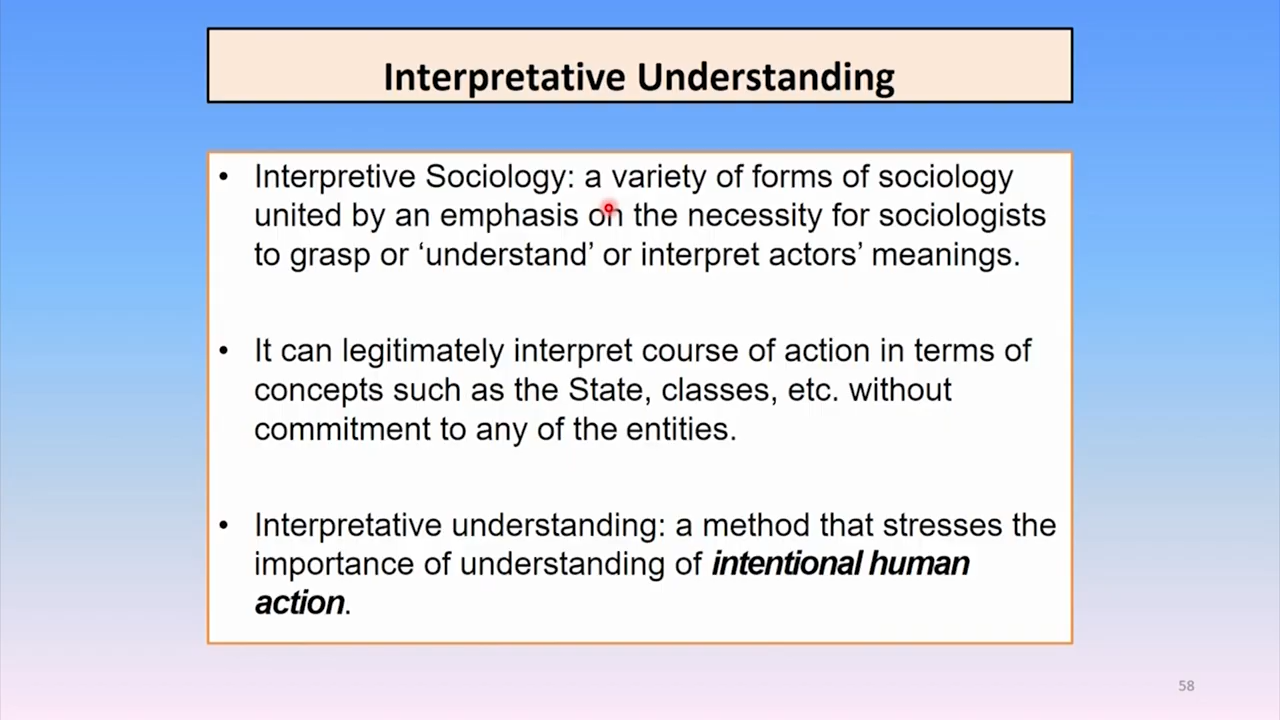 Interpretative Understanding
• Interpretive Sociology: a variety of forms of sociology
united by an emphasis on the necessity for sociologists
to grasp or ‘understand’ or interpret actors’ meanings.
• It can legitimately interpret course of action in terms of
concepts such as the State, classes, etc. without
commitment to any of the entities.
• Interpretative understanding: a method that stresses the
importance of understanding of intentional human
action.
58